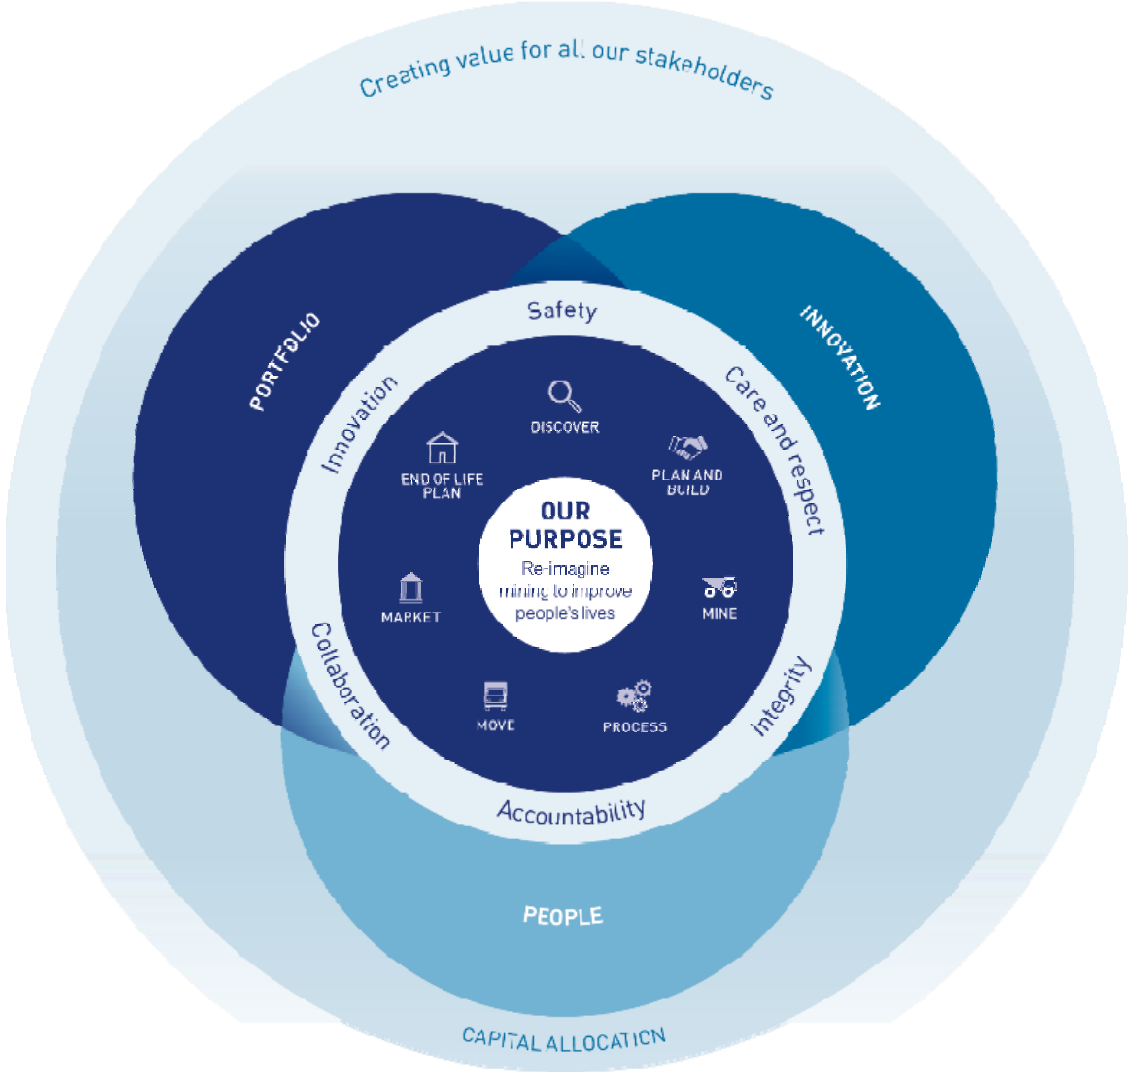 Creating value for all our stakeholders
PORTFOLIO
INNOVATION
Safety
Care and respect
integrity
Accountability
Collaboration
Innovation
DISCOVER
PLAN AND
BUILD
MINE
PROCESS
MOVE
MARKET
END OF LIFE
PLAN
OUR
PURPOSE
Re-imagine
mining to improve
people's lives
PEOPLE
CAPITAL ALLOCATION